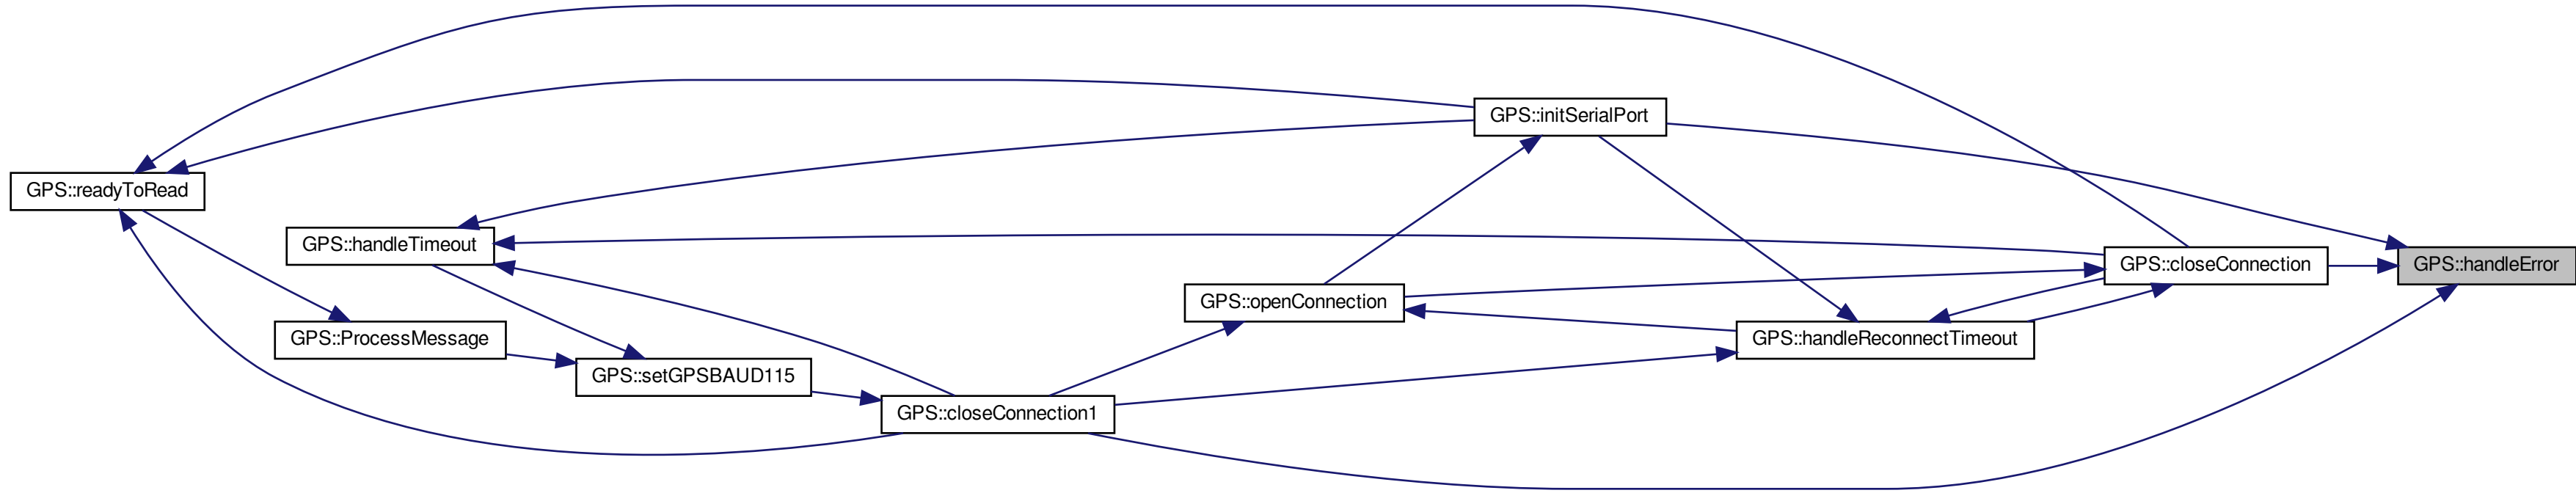 GPS::initSerialPort
GPS::readyToRead
GPS::handleTimeout
GPS::closeConnection
GPS::handleError
GPS::openConnection
GPS::ProcessMessage
GPS::handleReconnectTimeout
GPS::setGPSBAUD115
GPS::closeConnection1